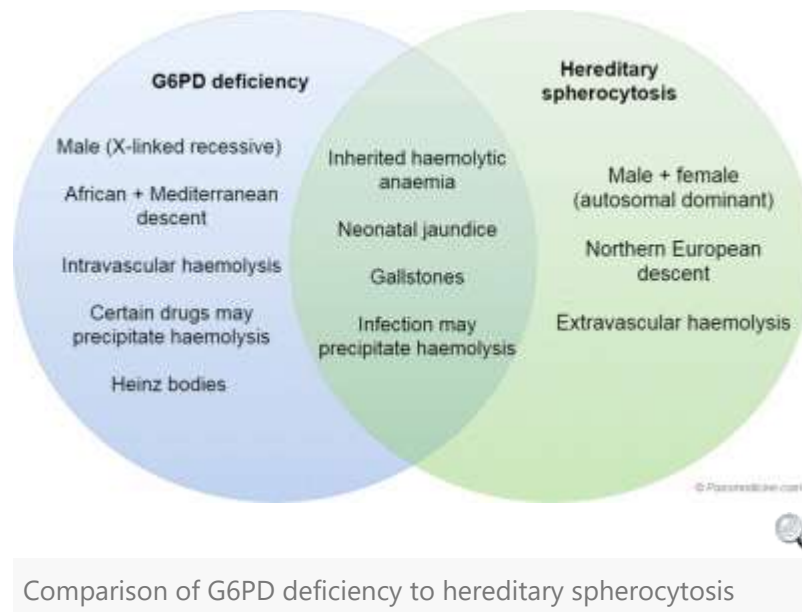 G6PD deficiency
Male (X-linked recessive)
African + Mediterranean
descent
Intravascular haemolysis
Certain drugs may
precipitate haemolysis
Heinz bodies
Inherited haemolytic
anaemia
Neonatal jaundice
Gallstones
Infection may
precipitate haemolysis
Hereditary
spherocytosis
Male + female
(autosomal dominant)
Northern European
descent
Extravascular haemolysis
Comparison of G6PD deficiency to hereditary spherocytosis